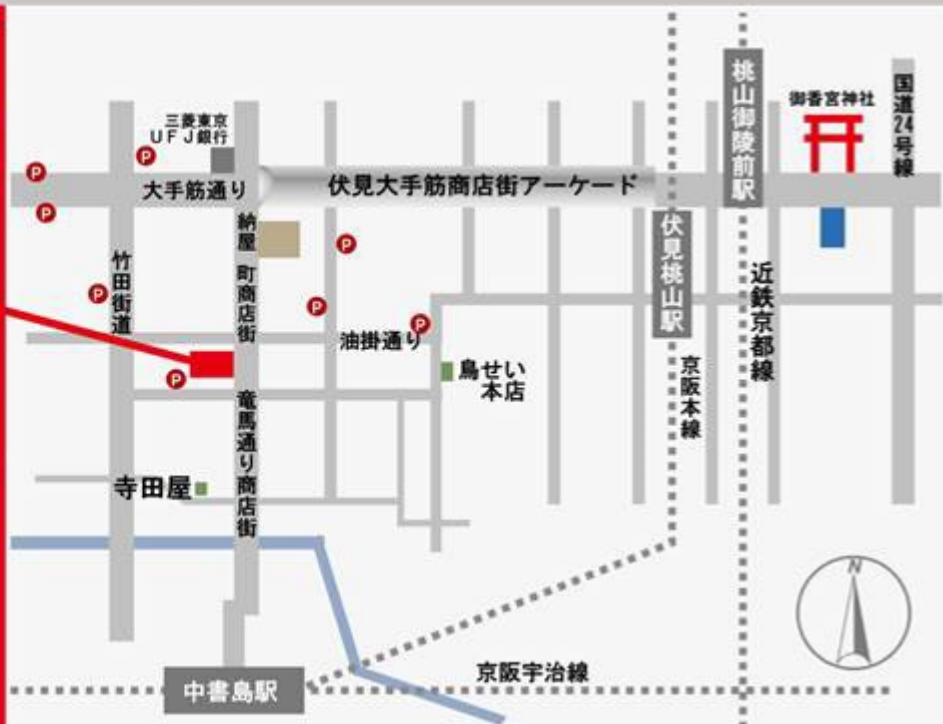 三菱東京
UFJ銀行
P
P
P
大手筋通り
伏見大手筋商店街アーケード
桃山御陵前駅
御香宮神社
国道24号線
納屋町商店街
P
竹田街道
P
P
P
油掛通り
伏見桃山駅
近鉄京都線
P
鳥せい
本店
京阪本線
竜馬通り商店街
寺田屋
N
中書島駅
京阪宇治線